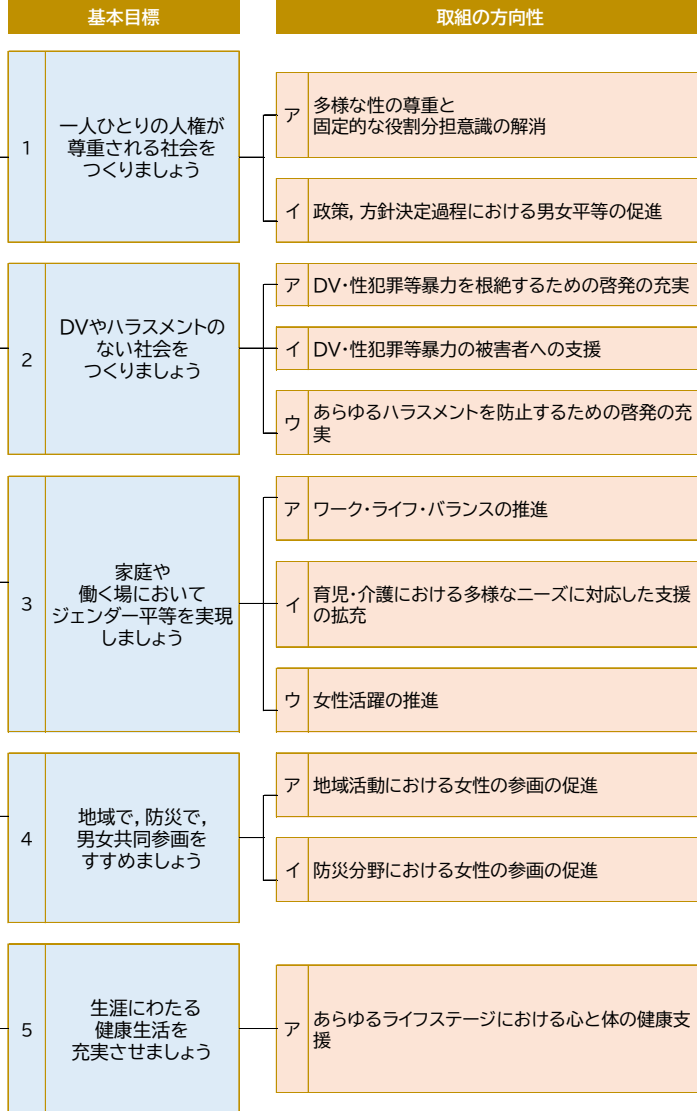 基本目標
取組の方向性
1
一人ひとりの人権が
尊重される社会を
つくりましょう
ア
多様な性の尊重と
固定的な役割分担意識の解消
イ
政策，方針決定過程における男女平等の促進
2
DVやハラスメントの
ない社会を
つくりましょう
ア
DV・性犯罪等暴力を根絶するための啓発の充実
イ
DV・性犯罪等暴力の被害者への支援
ウ
あらゆるハラスメントを防止するための啓発の充
実
3
家庭や
働く場において
ジェンダー平等を実現
しましょう
ア
ワーク・ライフ・バランスの推進
イ
育児・介護における多様なニーズに対応した支援
の拡充
ウ
女性活躍の推進
4
地域で，防災で，
男女共同参画を
すすめましょう
ア
地域活動における女性の参画の促進
イ
防災分野における女性の参画の促進
5
生涯にわたる
健康生活を
充実させましょう
ア
あらゆるライフステージにおける心と体の健康支
援